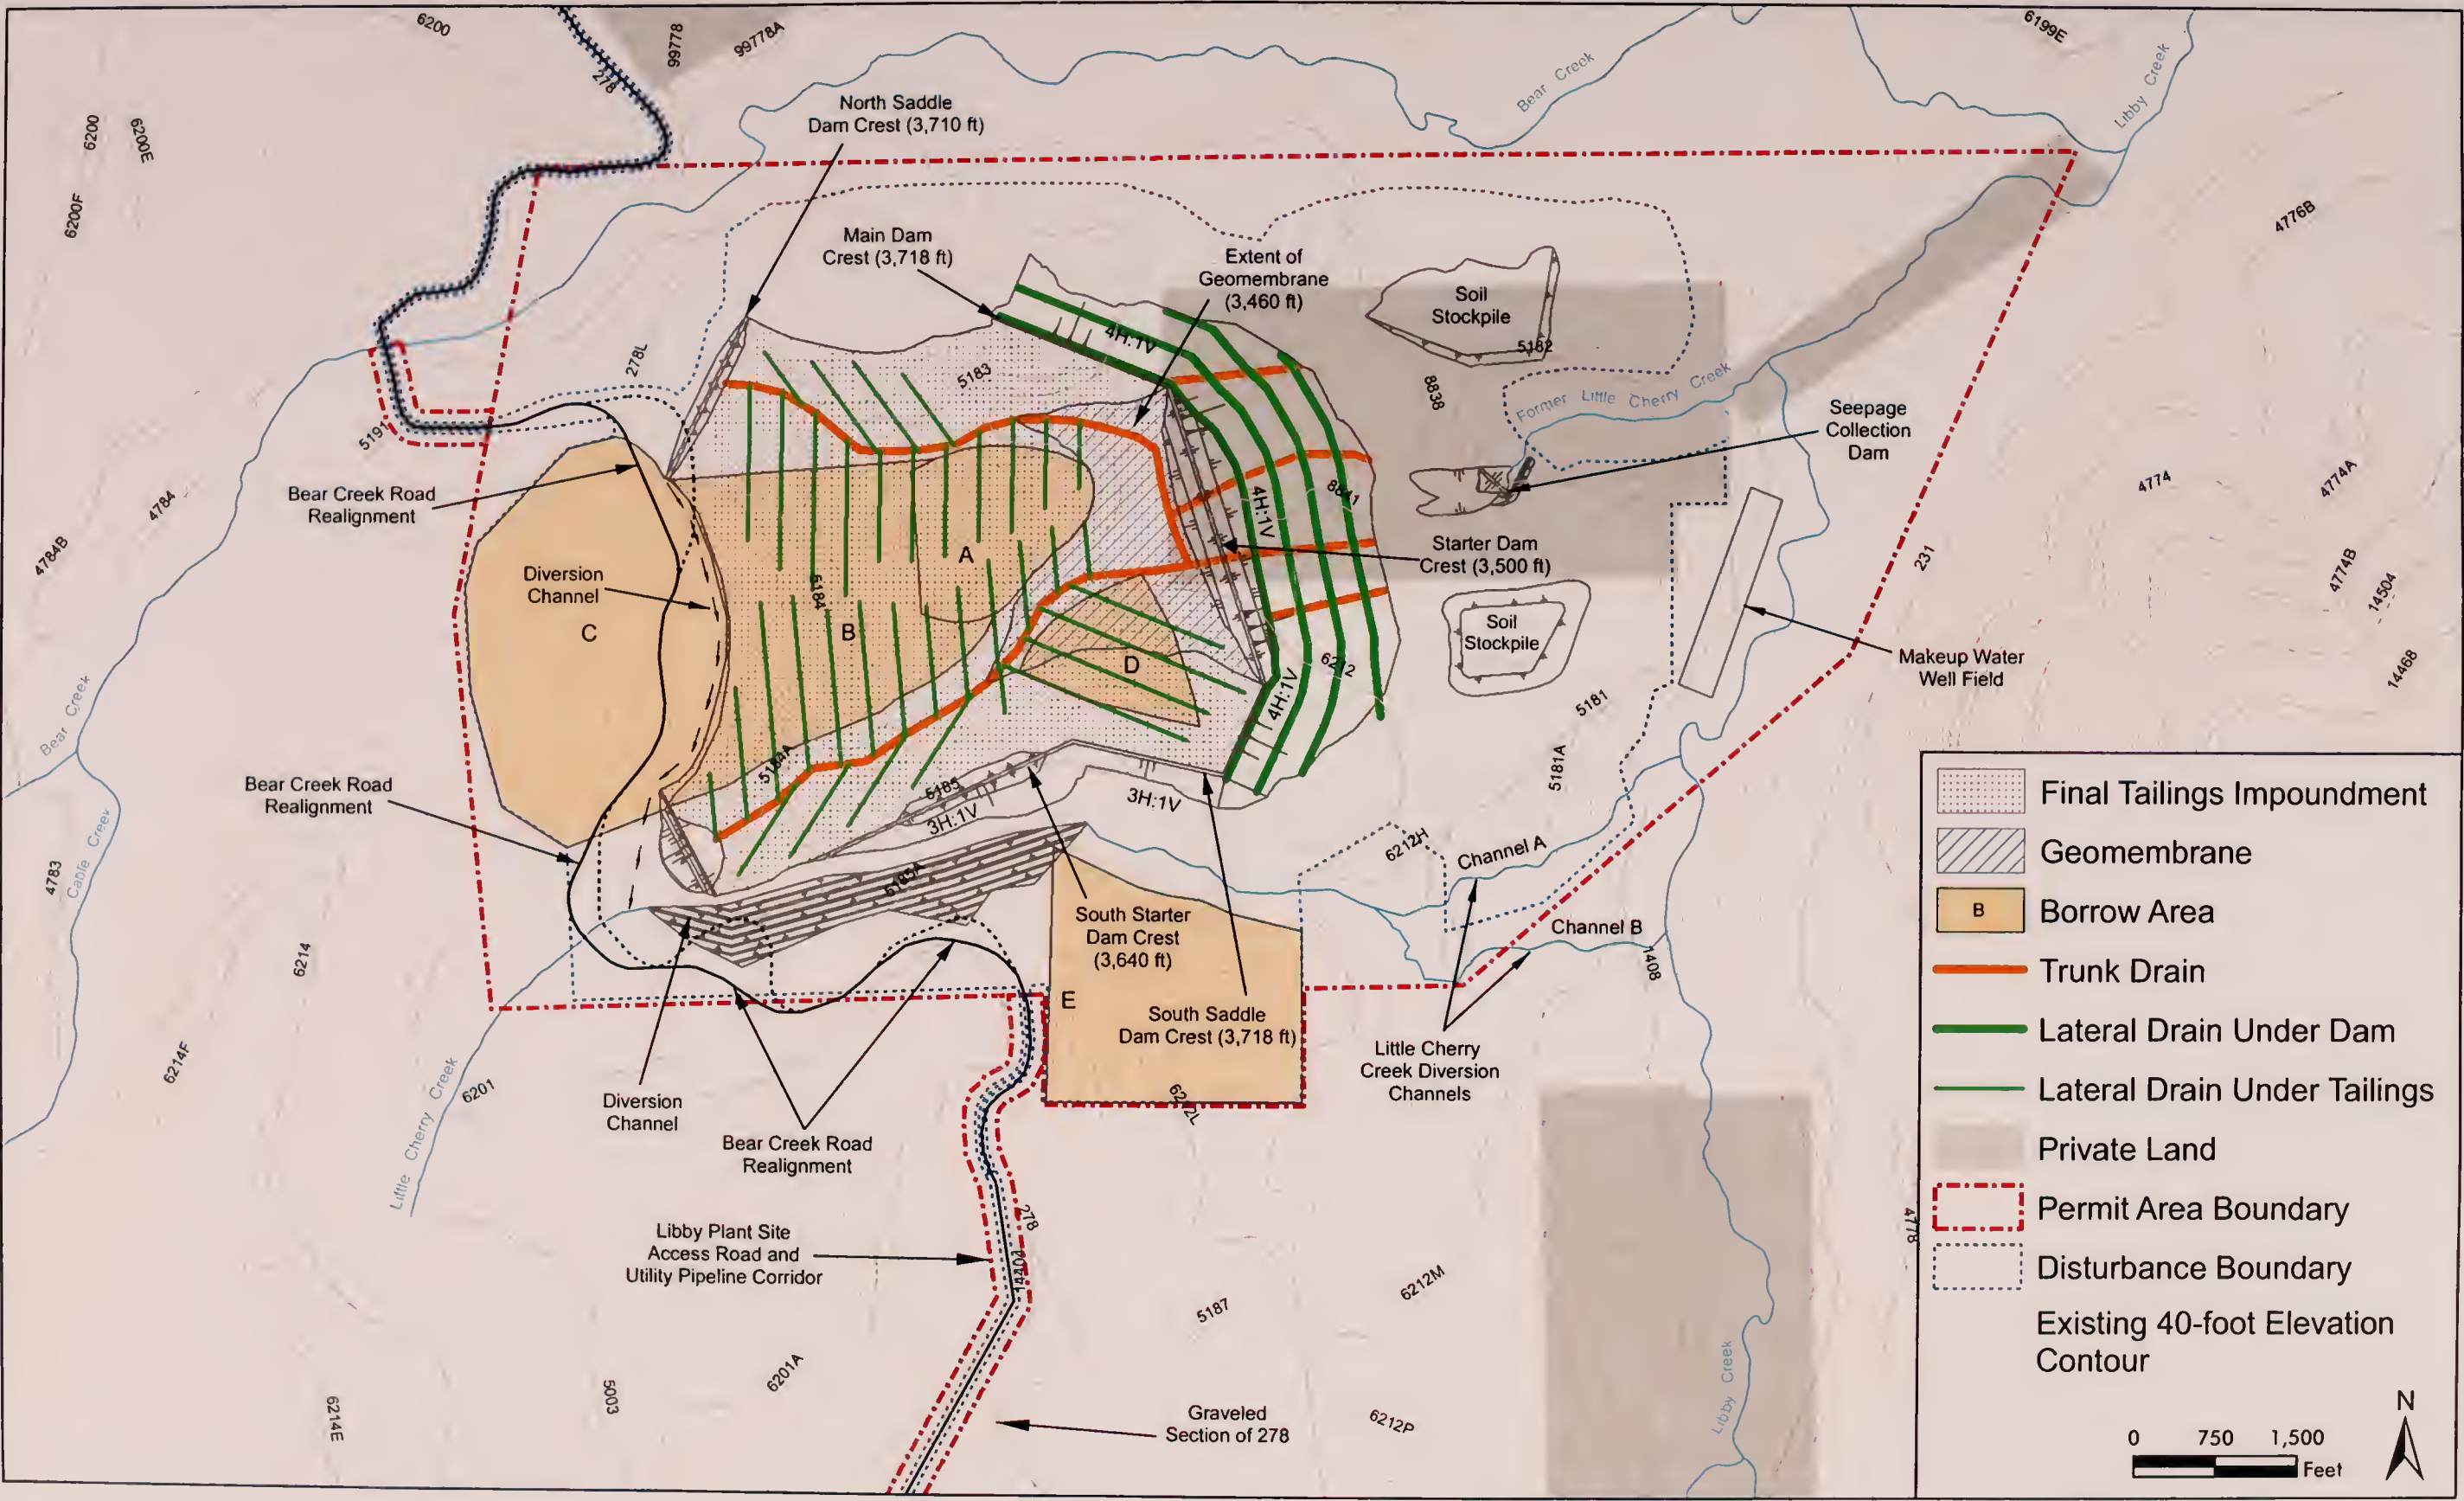 6200
99778
99778A
278
6199E
Libby Creek
Bear Creek
6200
6200E
6200F
North Saddle
Dam Crest (3,710 ft)
Main Dam
Crest (3,718 ft)
Extent of
Geomembrane
(3,460 ft)
Soil
Stockpile
5182
4776B
278L
5183
4H:1V
8838
Former Little Cherry Creek
Seepage
Collection
Dam
5191
4784
4784B
Bear Creek Road
Realignment
4H:1V
8841
4774
4774A
231
4774B
14504
14468
Diversion
Channel
C
5184
B
A
D
Starter Dam
Crest (3,500 ft)
Soil
Stockpile
6212
4H:1V
Makeup Water
Well Field
5181
5181A
Bear Creek
Cable Creek
4783
Bear Creek Road
Realignment
5184A
5185
3H:1V
3H:1V
5185A
6212H
Channel A
Channel B
1408
South Starter
Dam Crest
(3,640 ft)
E
South Saddle
Dam Crest (3,718 ft)
Little Cherry
Creek Diversion
Channels
6214
6214F
Little Cherry Creek
6201
Diversion
Channel
Bear Creek Road
Realignment
6212L
278
14402
Libby Plant Site
Access Road and
Utility Pipeline Corridor
5187
6212M
4778
Libby Creek
6214E
5003
6201A
Graveled
Section of 278
6212P
Final Tailings Impoundment
Geomembrane
B
Borrow Area
Trunk Drain
Lateral Drain Under Dam
Lateral Drain Under Tailings
Private Land
Permit Area Boundary
Disturbance Boundary
Existing 40-foot Elevation
Contour
N
0 750 1,500
Feet